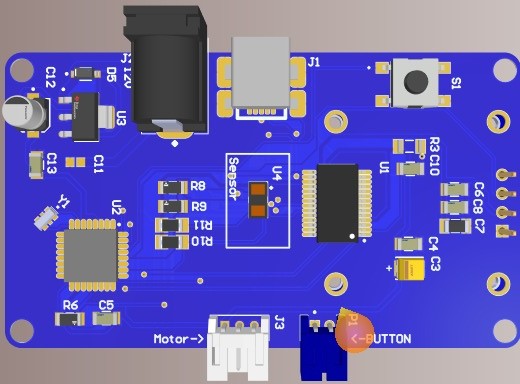 C12
D5
12V
J1
S1
U3
C13
C11
R3
C10
U1
Sensor
U4
Y1
U2
R8
R9
R11
R10
C6
C8
C7
C4
C3
+
R6
C5
J3
Motor->
<-BUTTON